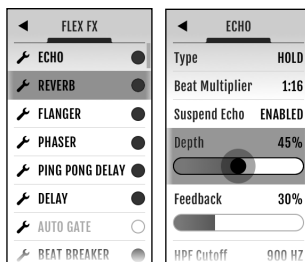 FLEX FX
ECHO
REVERB
FLANGER
PHASER
PING PONG DELAY
DELAY
AUTO GATE
BEAT BREAKER
ECHO
Type HOLD
Beat Multiplier 1:16
Suspend Echo ENABLED
Depth 45%
Feedback 30%
HPF Cutoff 900 HZ